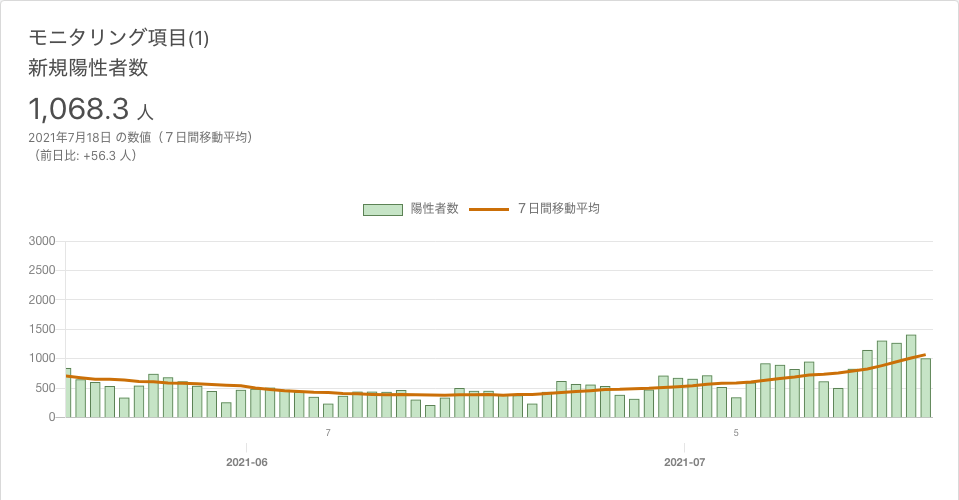 モニタリング項目(1)
新規陽性者数
1,068.3 人
2021年7月18日 の数値（７日間移動平均）
（前日比: +56.3 人）
陽性者数 ７日間移動平均
3000
2500
2000
1500
1000
500
0
7 5
2021-06 2021-07